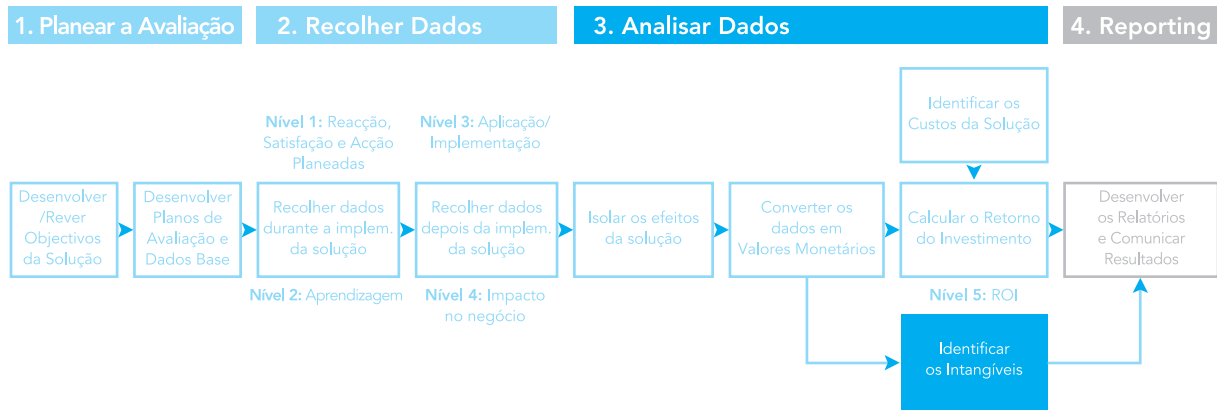 1. Planear a Avaliação
2. Recolher Dados
3. Analisar Dados
4. Reporting
Identificar os
Custos da Solução
Nível 1: Reacção,
Satisfação e Acção
Planeadas
Nível 3: Aplicação/
Implementação
Desenvolver
/Rever
Objectivos
da Solução
Desenvolver
Planos de
Avaliação e
Dados Base
Recolher dados
durante a implem.
da solução
Recolher dados
depois da implem.
da solução
Isolar os efeitos
da solução
Converter os
dados em
Valores Monetários
Calcular o Retorno
do Investimento
Desenvolver
os Relatórios
e Comunicar
Resultados
Nível 2: Aprendizagem
Nível 4: Impacto
no negócio
Nível 5: ROI
Identificar
os Intangíveis